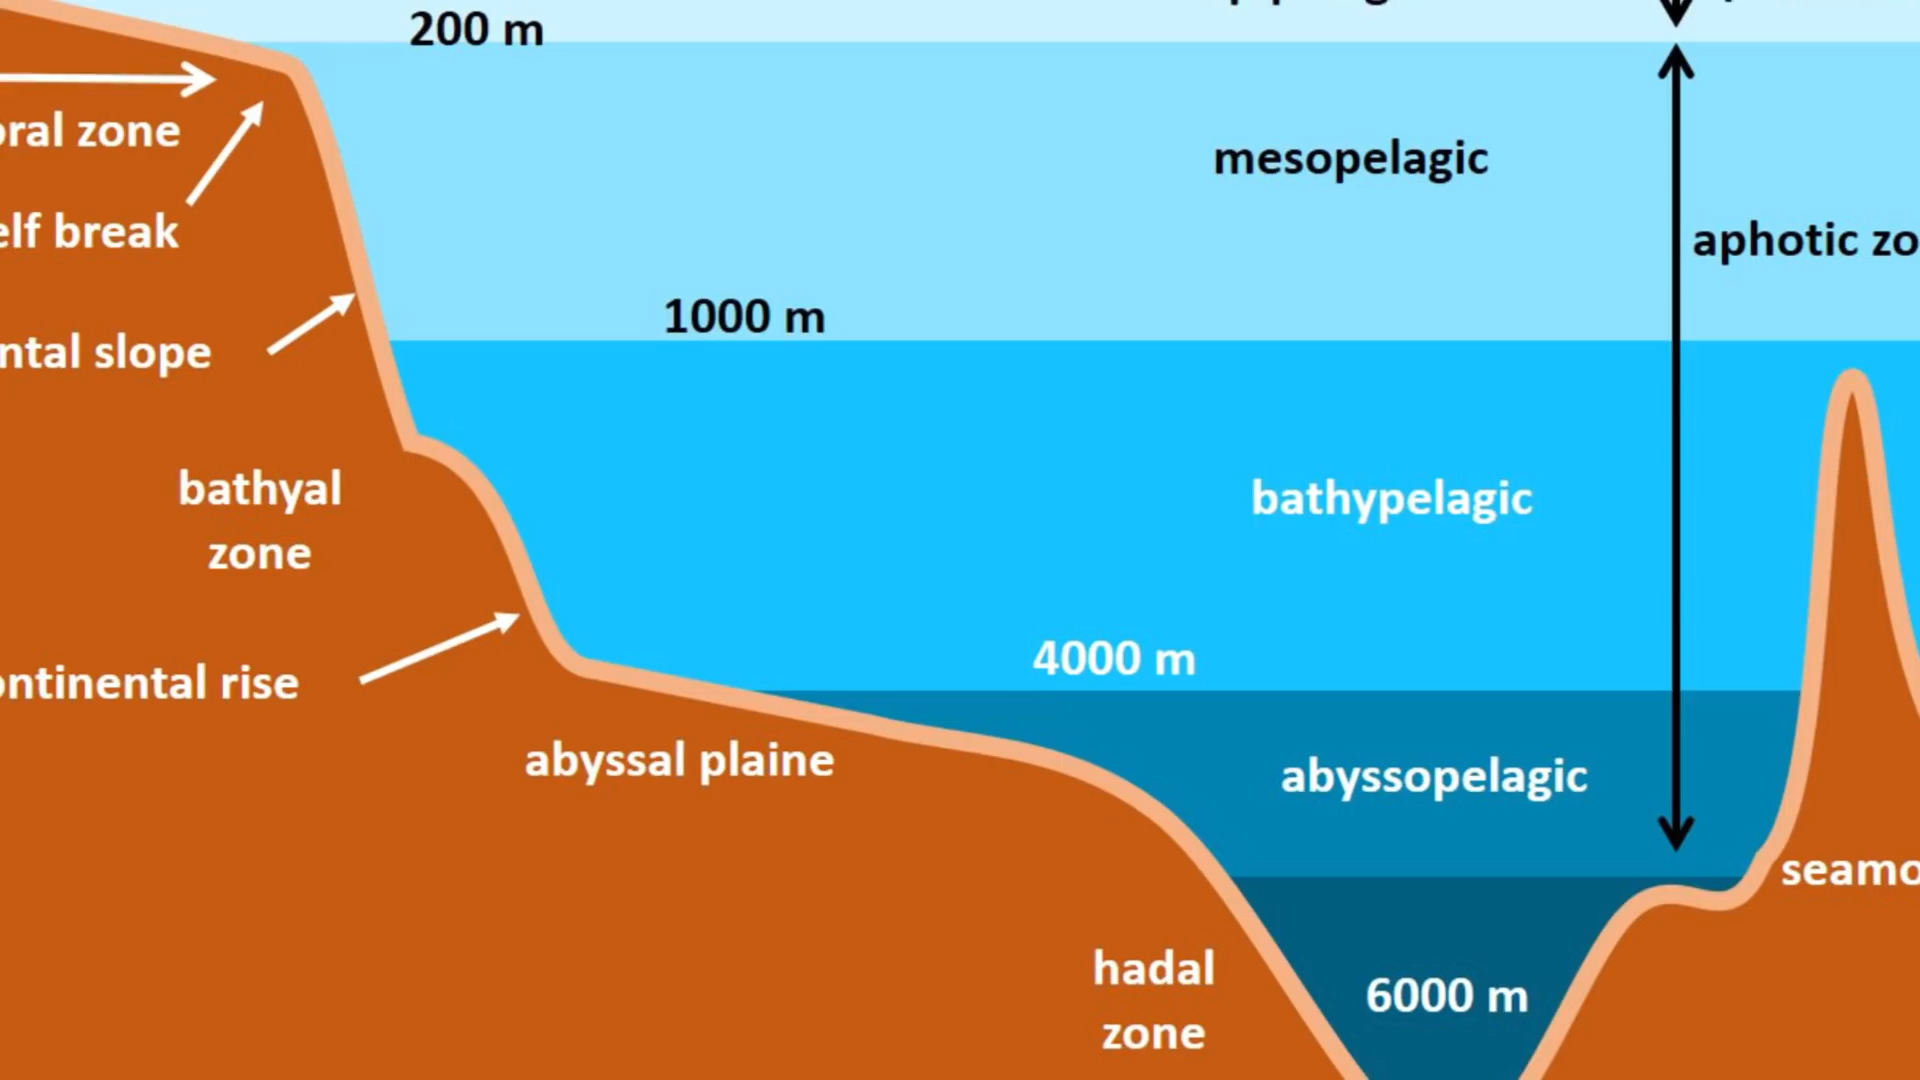 200 m
mesopelagic
oral zone
elf break
aphotic zo
1000 m
ntal slope
bathyal
zone
bathypelagic
4000 m
ontinental rise
abyssal plaine
abyssopelagic
seamo
hadal
zone
6000 m